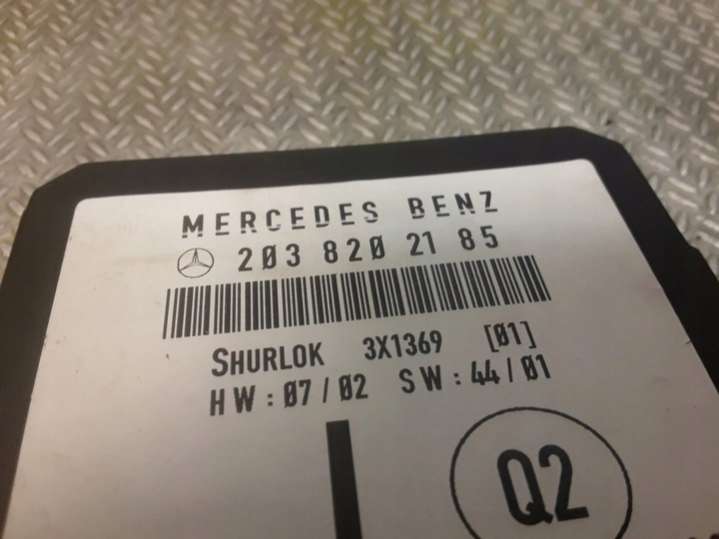 MERCEDES BENZ
203 820 21 85
SHURLOK 3X1369 [01]
HW: 07/02 SW: 44/01
Q2